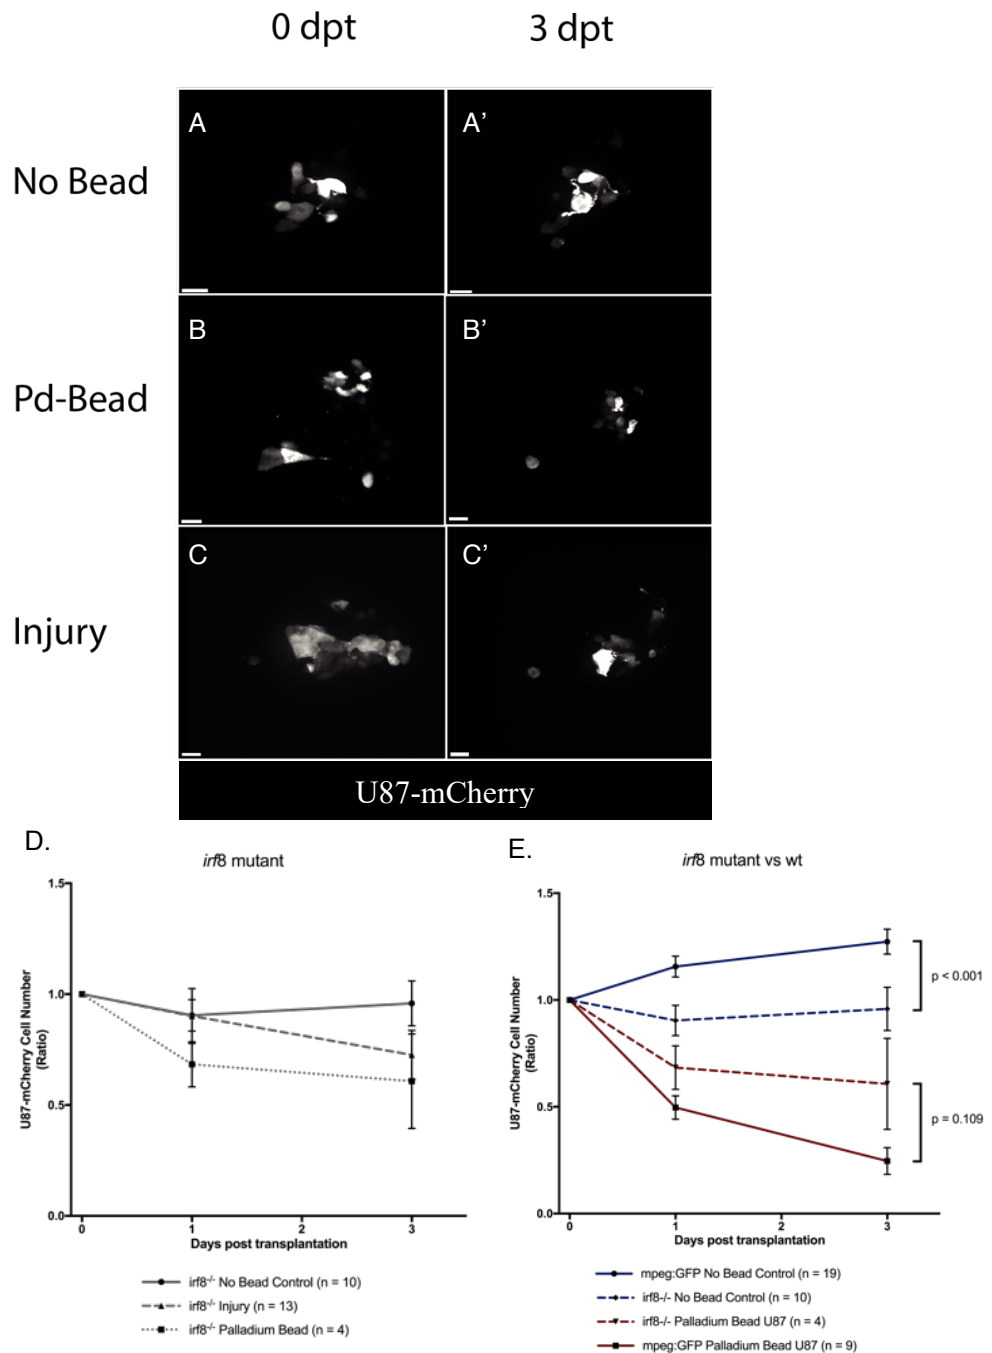 0 dpt 3 dpt
No Bead
A A’
Pd-Bead
B B’
Injury
C C’
U87-mCherry
D.
irf8 mutant
U87-mCherry Cell Number
(Ratio)
1.5
1.0
0.5
0.0
0 1 2 3
Days post transplantation
irf8-/- No Bead Control (n = 10)
irf8-/- Injury (n = 13)
irf8-/- Palladium Bead (n = 4)
E.
irf8 mutant vs wt
U87-mCherry Cell Number
(Ratio)
1.5
1.0
0.5
0.0
p < 0.001
p = 0.109
0 1 2 3
Days post transplantation
mpeg:GFP No Bead Control (n = 19)
irf8-/- No Bead Control (n = 10)
irf8-/- Palladium Bead U87 (n = 4)
mpeg:GFP Palladium Bead U87 (n = 9)